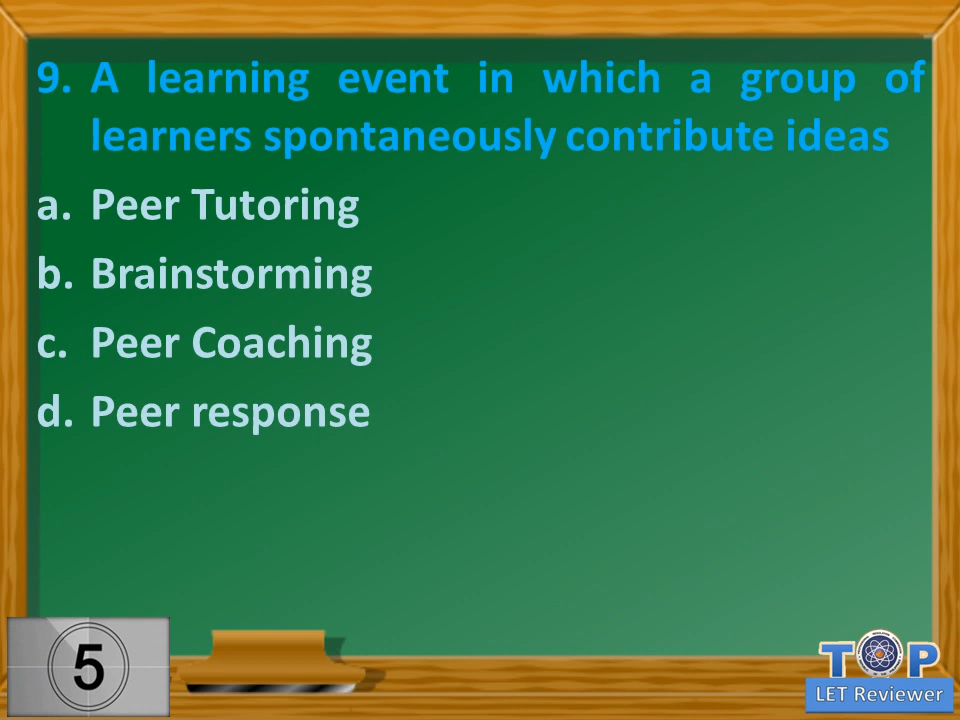 9. A learning event in which a group of
learners spontaneously contribute ideas
a. Peer Tutoring
b. Brainstorming
c. Peer Coaching
d. Peer response
5
TOP
LET Reviewer